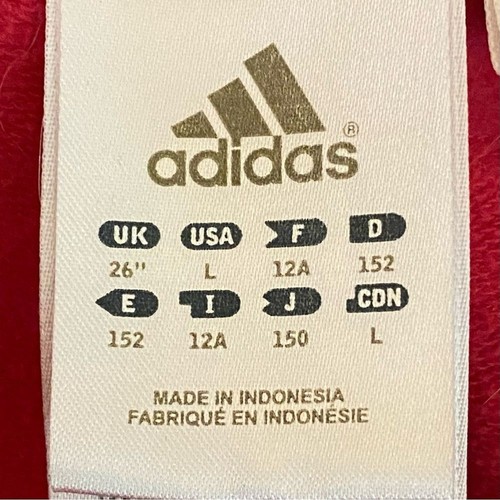 adidas®
UK USA F D
26" L 12A 152
E I J CDN
152 12A 150 L
MADE IN INDONESIA
FABRIQUÉ EN INDONÉSIE